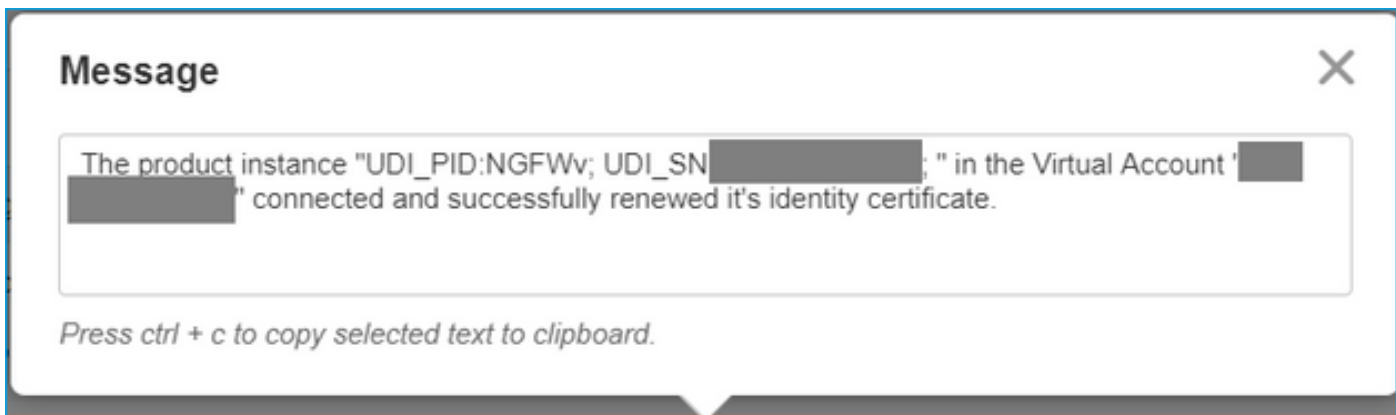 Message
The product instance "UDI_PID:NGFWv; UDI_SN ; " in the Virtual Account '
" connected and successfully renewed it's identity certificate.
Press ctrl + c to copy selected text to clipboard.